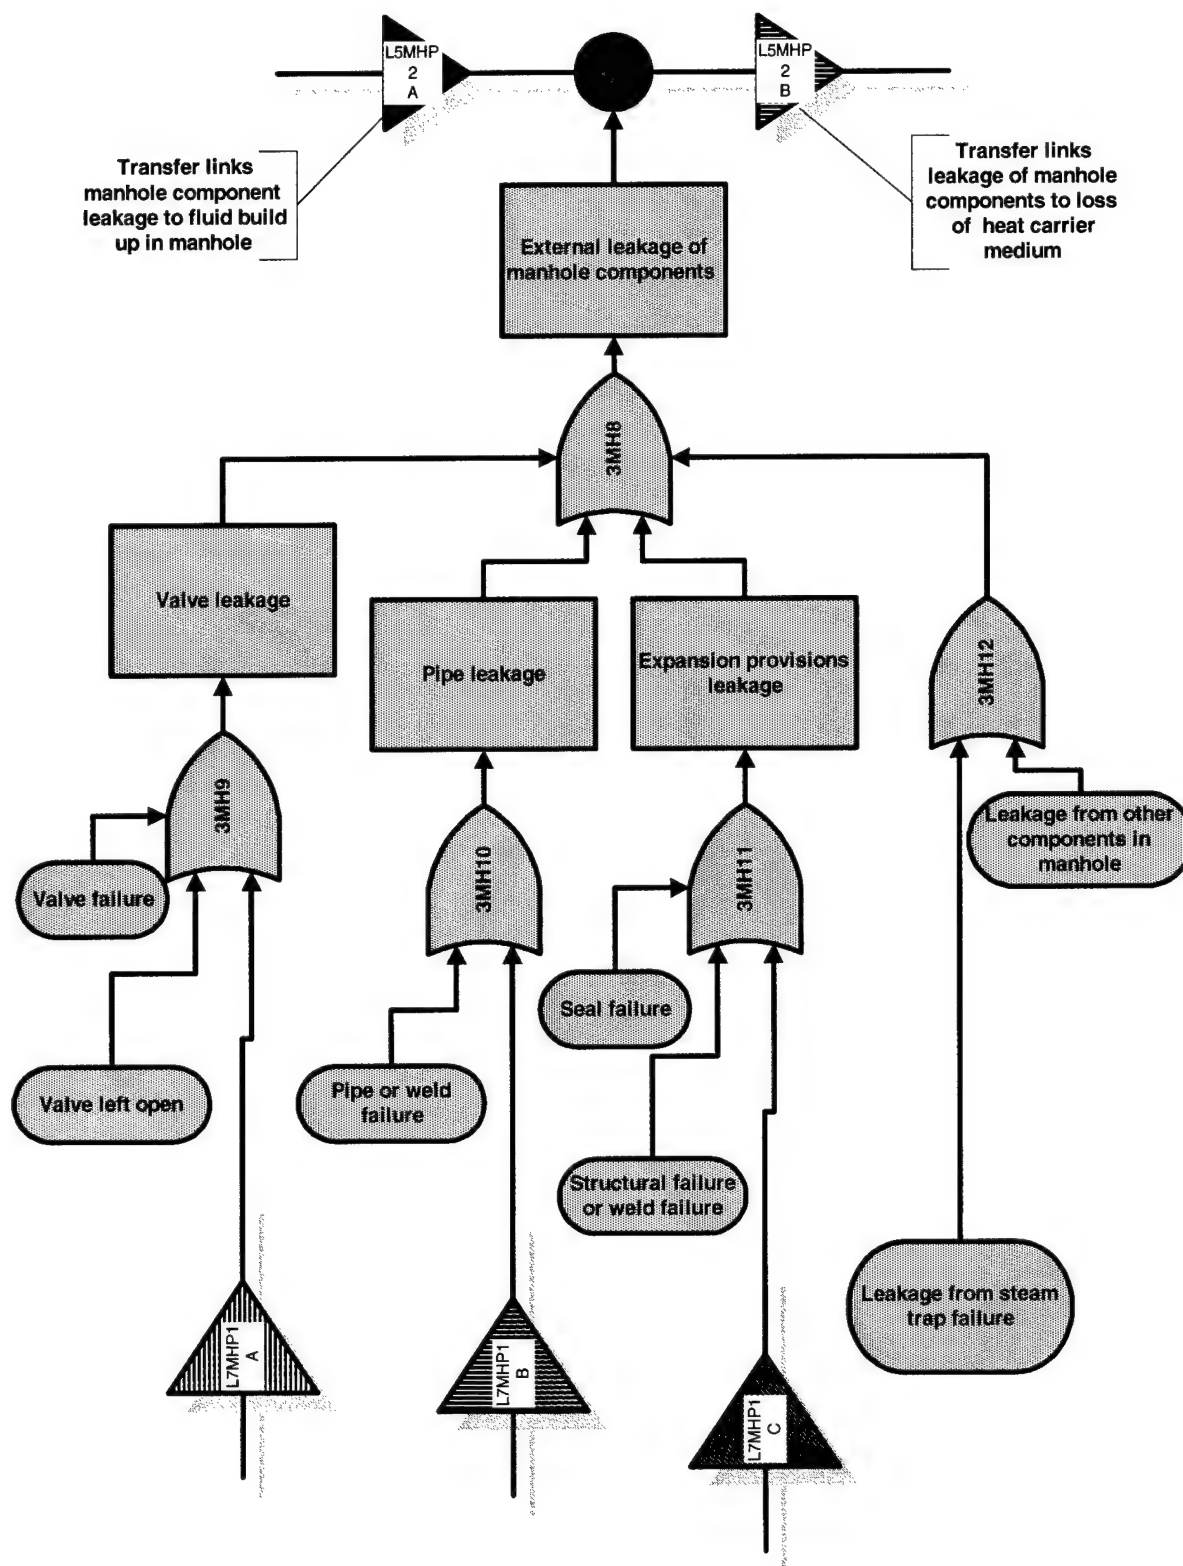 L5MHP
2
A
L5MHP
2
B
Transfer links
manhole component
leakage to fluid build
up in manhole
Transfer links
leakage of manhole
components to loss
of heat carrier
medium
External leakage of
manhole components
3MH8
Valve leakage
Pipe leakage
Expansion provisions
leakage
3MH12
3MH9
3MH10
3MH11
Leakage from other
components in
manhole
Valve failure
Seal failure
Valve left open
Pipe or weld
failure
Structural failure
or weld failure
Leakage from steam
trap failure
L7MHP1
A
L7MHP1
B
L7MHP1
C